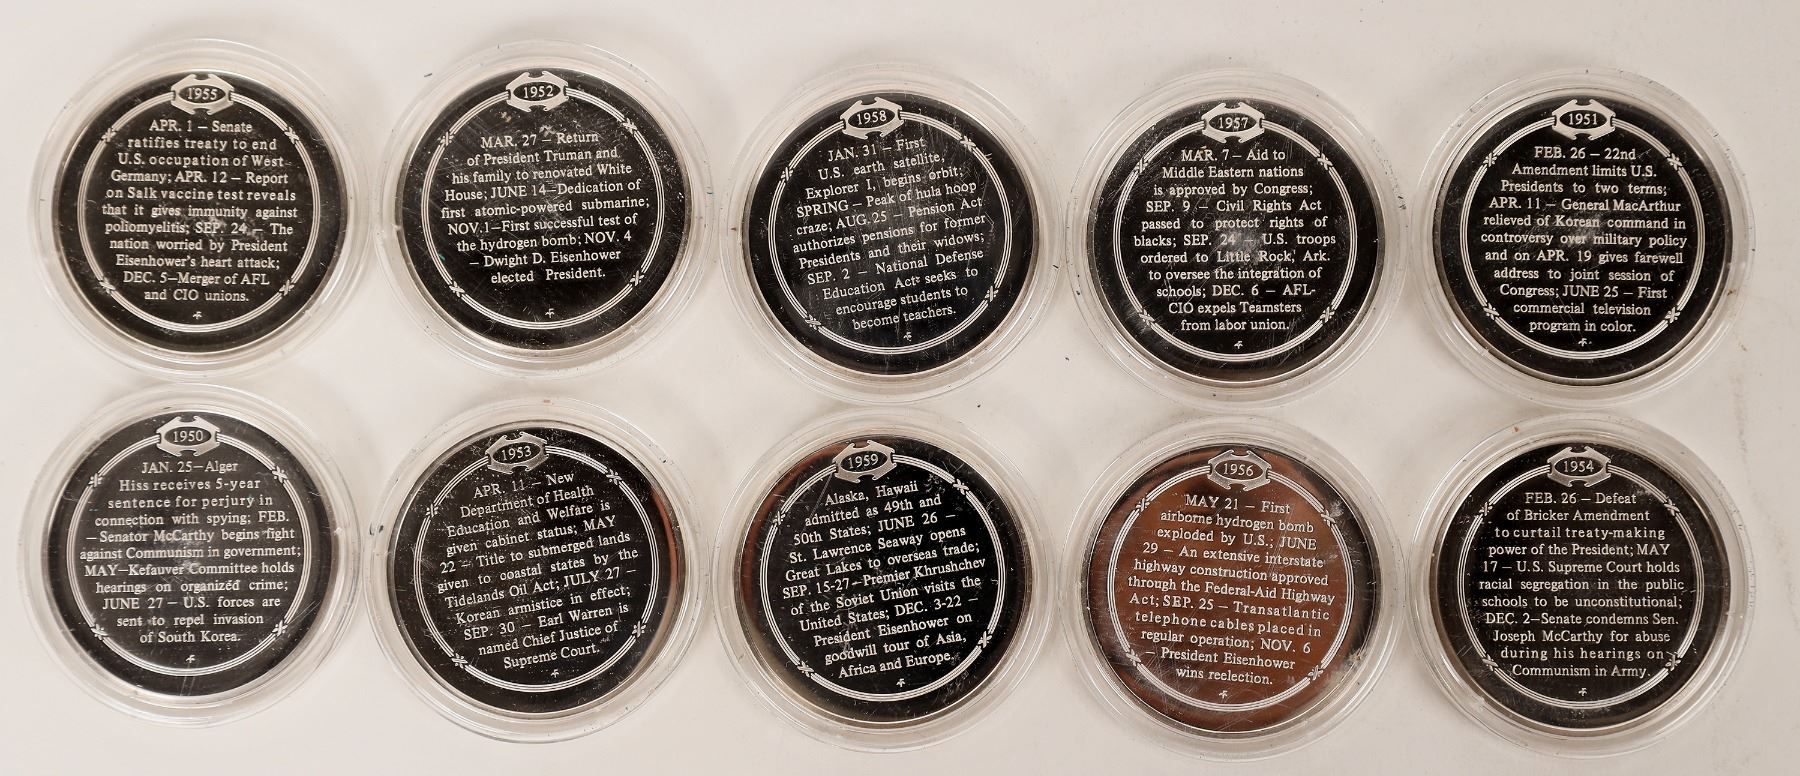 1955
APR. 1 — Senate
ratifies treaty to end
U.S. occupation of West
Germany; APR. 12 — Report
on Salk vaccine test reveals
that it gives immunity against
poliomyelitis; SEP. 24 — The
nation worried by President
Eisenhower's heart attack;
DEC. 5—Merger of AFL
and CIO unions.
1952
MAR. 27 — Return
of President Truman and
his family to renovated White
House; JUNE 14—Dedication of
first atomic-powered submarine;
NOV. 1—First successful test of
the hydrogen bomb; NOV. 4
— Dwight D. Eisenhower
elected President.
1958
JAN. 31 — First
U.S. earth satellite,
Explorer I, begins orbit;
SPRING — Peak of hula hoop
craze; AUG. 25 — Pension Act
authorizes pensions for former
Presidents and their widows;
SEP. 2 — National Defense
Education Act seeks to
encourage students to
become teachers.
1957
MAR. 7 — Aid to
Middle Eastern nations
is approved by Congress;
SEP. 9 — Civil Rights Act
passed to protect rights of
blacks; SEP. 24 — U.S. troops
ordered to Little Rock, Ark.
to oversee the integration of
schools; DEC. 6 — AFL-
CIO expels Teamsters
from labor union.
1951
FEB. 26 — 22nd
Amendment limits U.S.
Presidents to two terms;
APR. 11 — General MacArthur
relieved of Korean command in
controversy over military policy
and on APR. 19 gives farewell
address to joint session of
Congress; JUNE 25 — First
commercial television
program in color.
1950
JAN. 25—Alger
Hiss receives 5-year
sentence for perjury in
connection with spying; FEB.
— Senator McCarthy begins fight
against Communism in government;
MAY—Kefauver Committee holds
hearings on organized crime;
JUNE 27 — U.S. forces are
sent to repel invasion
of South Korea.
1953
APR. 11 — New
Department of Health
Education and Welfare is
given cabinet status; MAY
22 — Title to submerged lands
given to coastal states by the
Tidelands Oil Act; JULY 27 —
Korean armistice in effect;
SEP. 30 — Earl Warren is
named Chief Justice of
Supreme Court.
1959
Alaska, Hawaii
admitted as 49th and
50th States; JUNE 26 —
St. Lawrence Seaway opens
Great Lakes to overseas trade;
SEP. 15-27 — Premier Khrushchev
of the Soviet Union visits the
United States; DEC. 3-22 —
President Eisenhower on
goodwill tour of Asia,
Africa and Europe.
1956
MAY 21 — First
airborne hydrogen bomb
exploded by U.S.; JUNE
29 — An extensive interstate
highway construction approved
through the Federal-Aid Highway
Act; SEP. 25 — Transatlantic
telephone cables placed in
regular operation; NOV. 6
— President Eisenhower
wins reelection.
1954
FEB. 26 — Defeat
of Bricker Amendment
to curtail treaty-making
power of the President; MAY
17 — U.S. Supreme Court holds
racial segregation in the public
schools to be unconstitutional;
DEC. 2—Senate condemns Sen.
Joseph McCarthy for abuse
during his hearings on
Communism in Army.